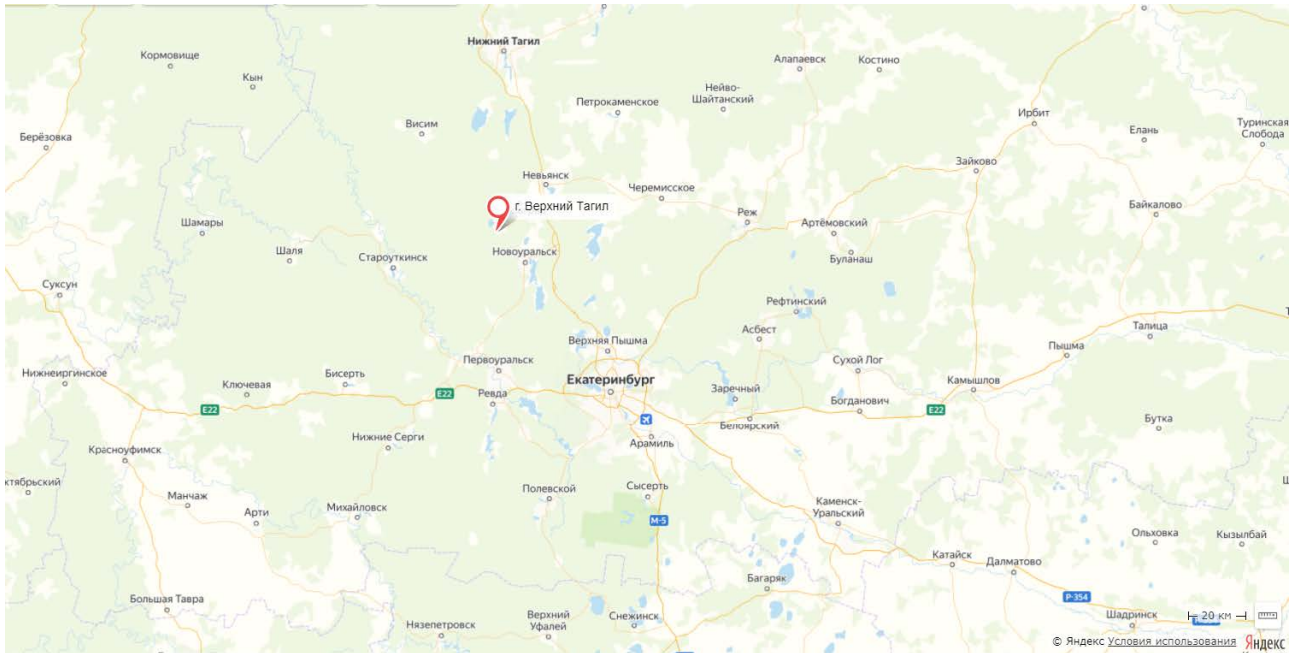 Нижний Тагил
Кормовище
Алапаевск
Костино
Кын
Нейво-
Шайтанский
Петрокаменское
Ирбит
Висим
Елань
Туринская
Слобода
Берёзовка
Зайково
Невьянск
Черемисское
г. Верхний Тагил
Байкалово
Реж
Шамары
Артёмовский
Шаля
Староуткинск
Новоуральск
Буланаш
Суксун
Рефтинский
Асбест
Талица
Верхняя Пышма
Пышма
Первоуральск
Сухой Лог
Нижнеиргинское
Ключевая
Бисерть
Екатеринбург
Заречный
Камышлов
E22
Ревда
Богданович
E22
E22
Бутка
Белоярский
Нижние Серги
Арамиль
Красноуфимск
ктябрьский
Манчаж
Полевской
Сысерть
Арти
Михайловск
Каменск-
Уральский
М-5
Ольховка
Кызылбай
Катайск
Далматово
Багаряк
Большая Тавра
Р-354
Верхний
Уфалей
Снежинск
Шадринск
20 км
Нязепетровск
© Яндекс Условия использования Яндекс